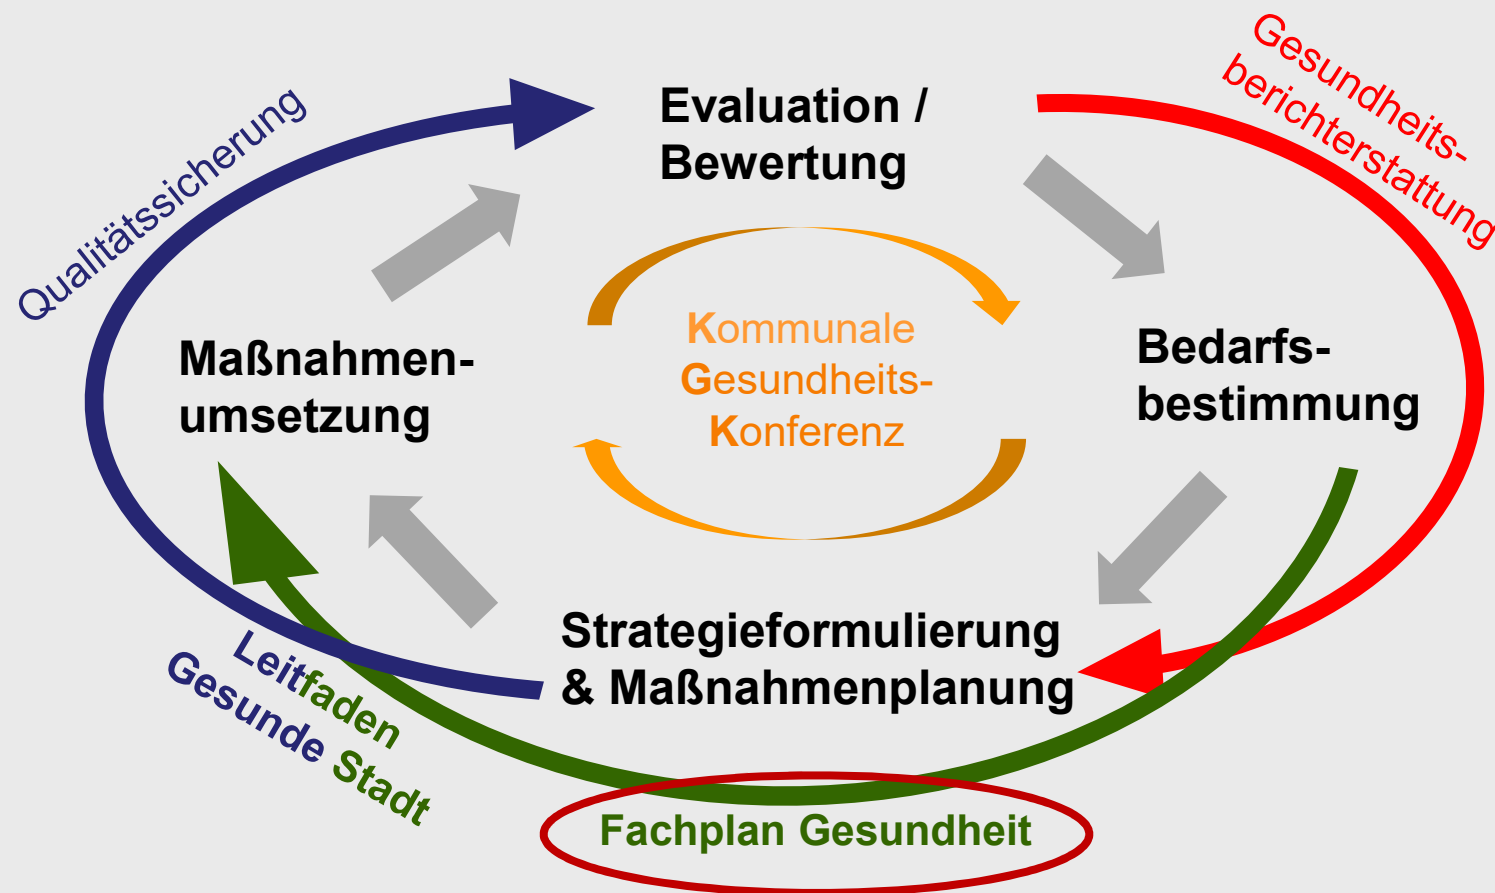 Evaluation /
Bewertung
Gesundheits-
berichterstattung
Qualitätssicherung
Kommunale
Gesundheits-
Konferenz
Maßnahmen-
umsetzung
Bedarfs-
bestimmung
Strategieformulierung
& Maßnahmenplanung
Leitfaden
Gesunde Stadt
Fachplan Gesundheit